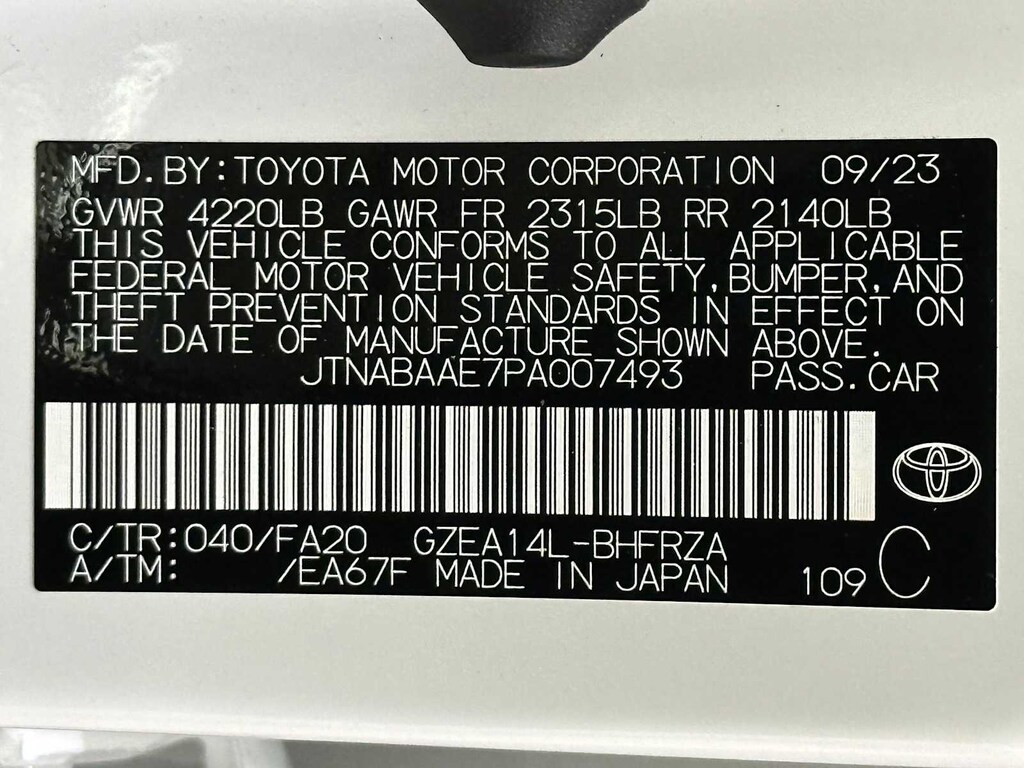 MFD.BY:TOYOTA MOTOR CORPORATION 09/23
GVWR 4220LB GAWR FR 2315LB RR 2140LB
THIS VEHICLE CONFORMS TO ALL APPLICABLE
FEDERAL MOTOR VEHICLE SAFETY,BUMPER,AND
THEFT PREVENTION STANDARDS IN EFFECT ON
THE DATE OF MANUFACTURE SHOWN ABOVE.
JTNABAAE7PA007493 PASS.CAR
C/TR:040/FA20 GZEA14L-BHFRZA
A/TM: /EA67F MADE IN JAPAN 109 C